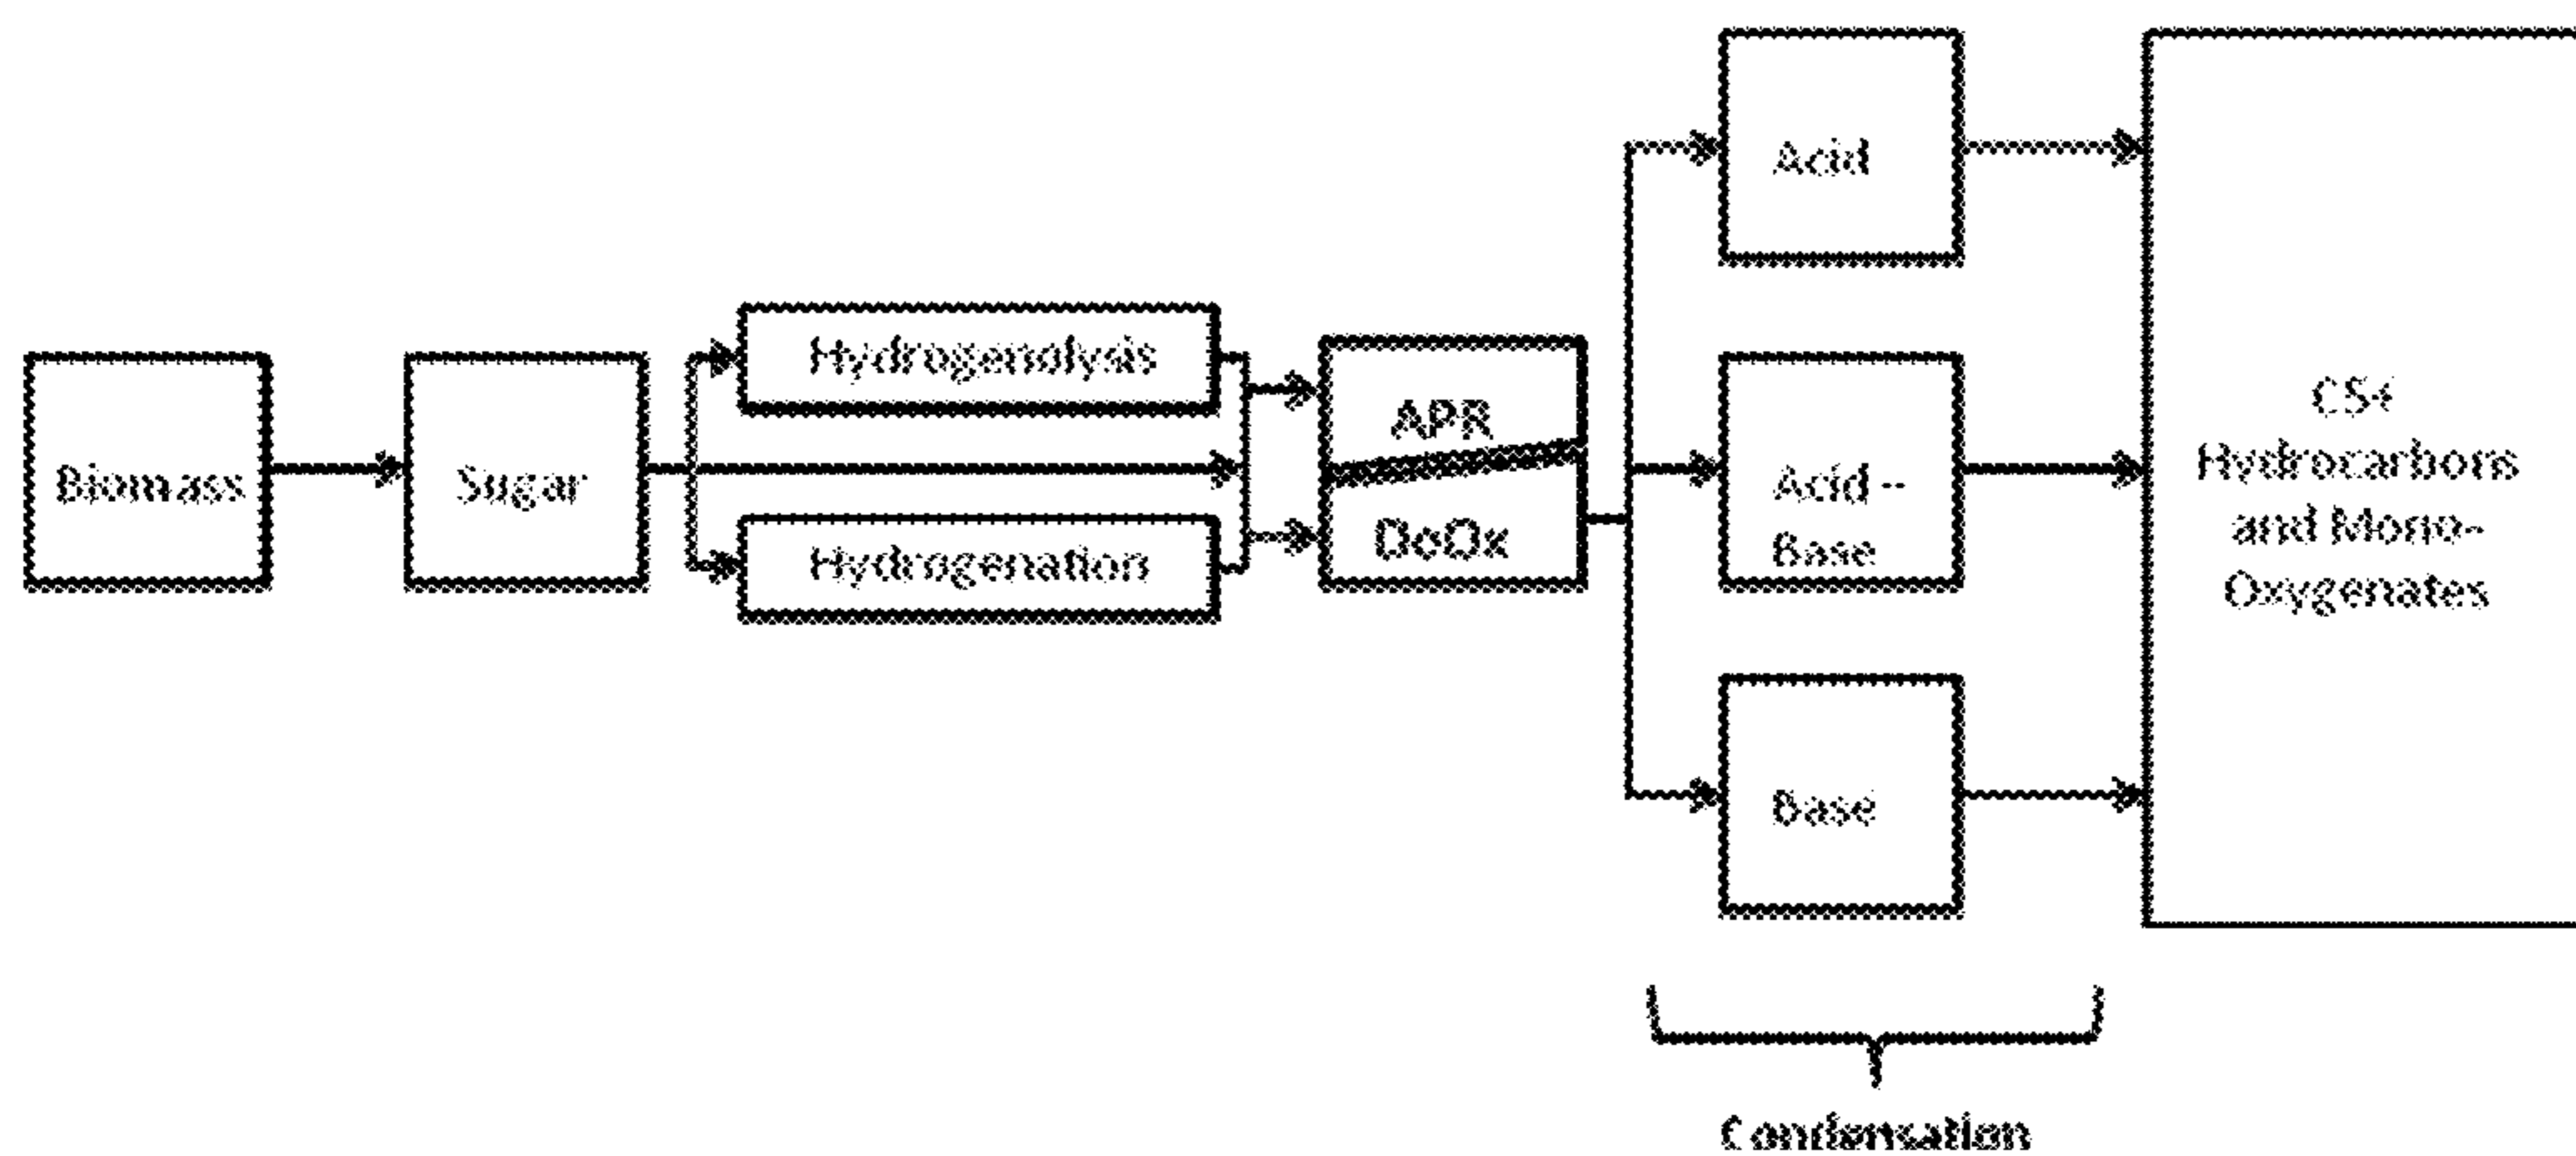 Biomass
Sugar
Hydrogenolysis
Hydrogenation
APR
DeOx
Acid
Acid -
Base
Base
C5+
Hydrocarbons
and Mono-
Oxygenates
Condensation